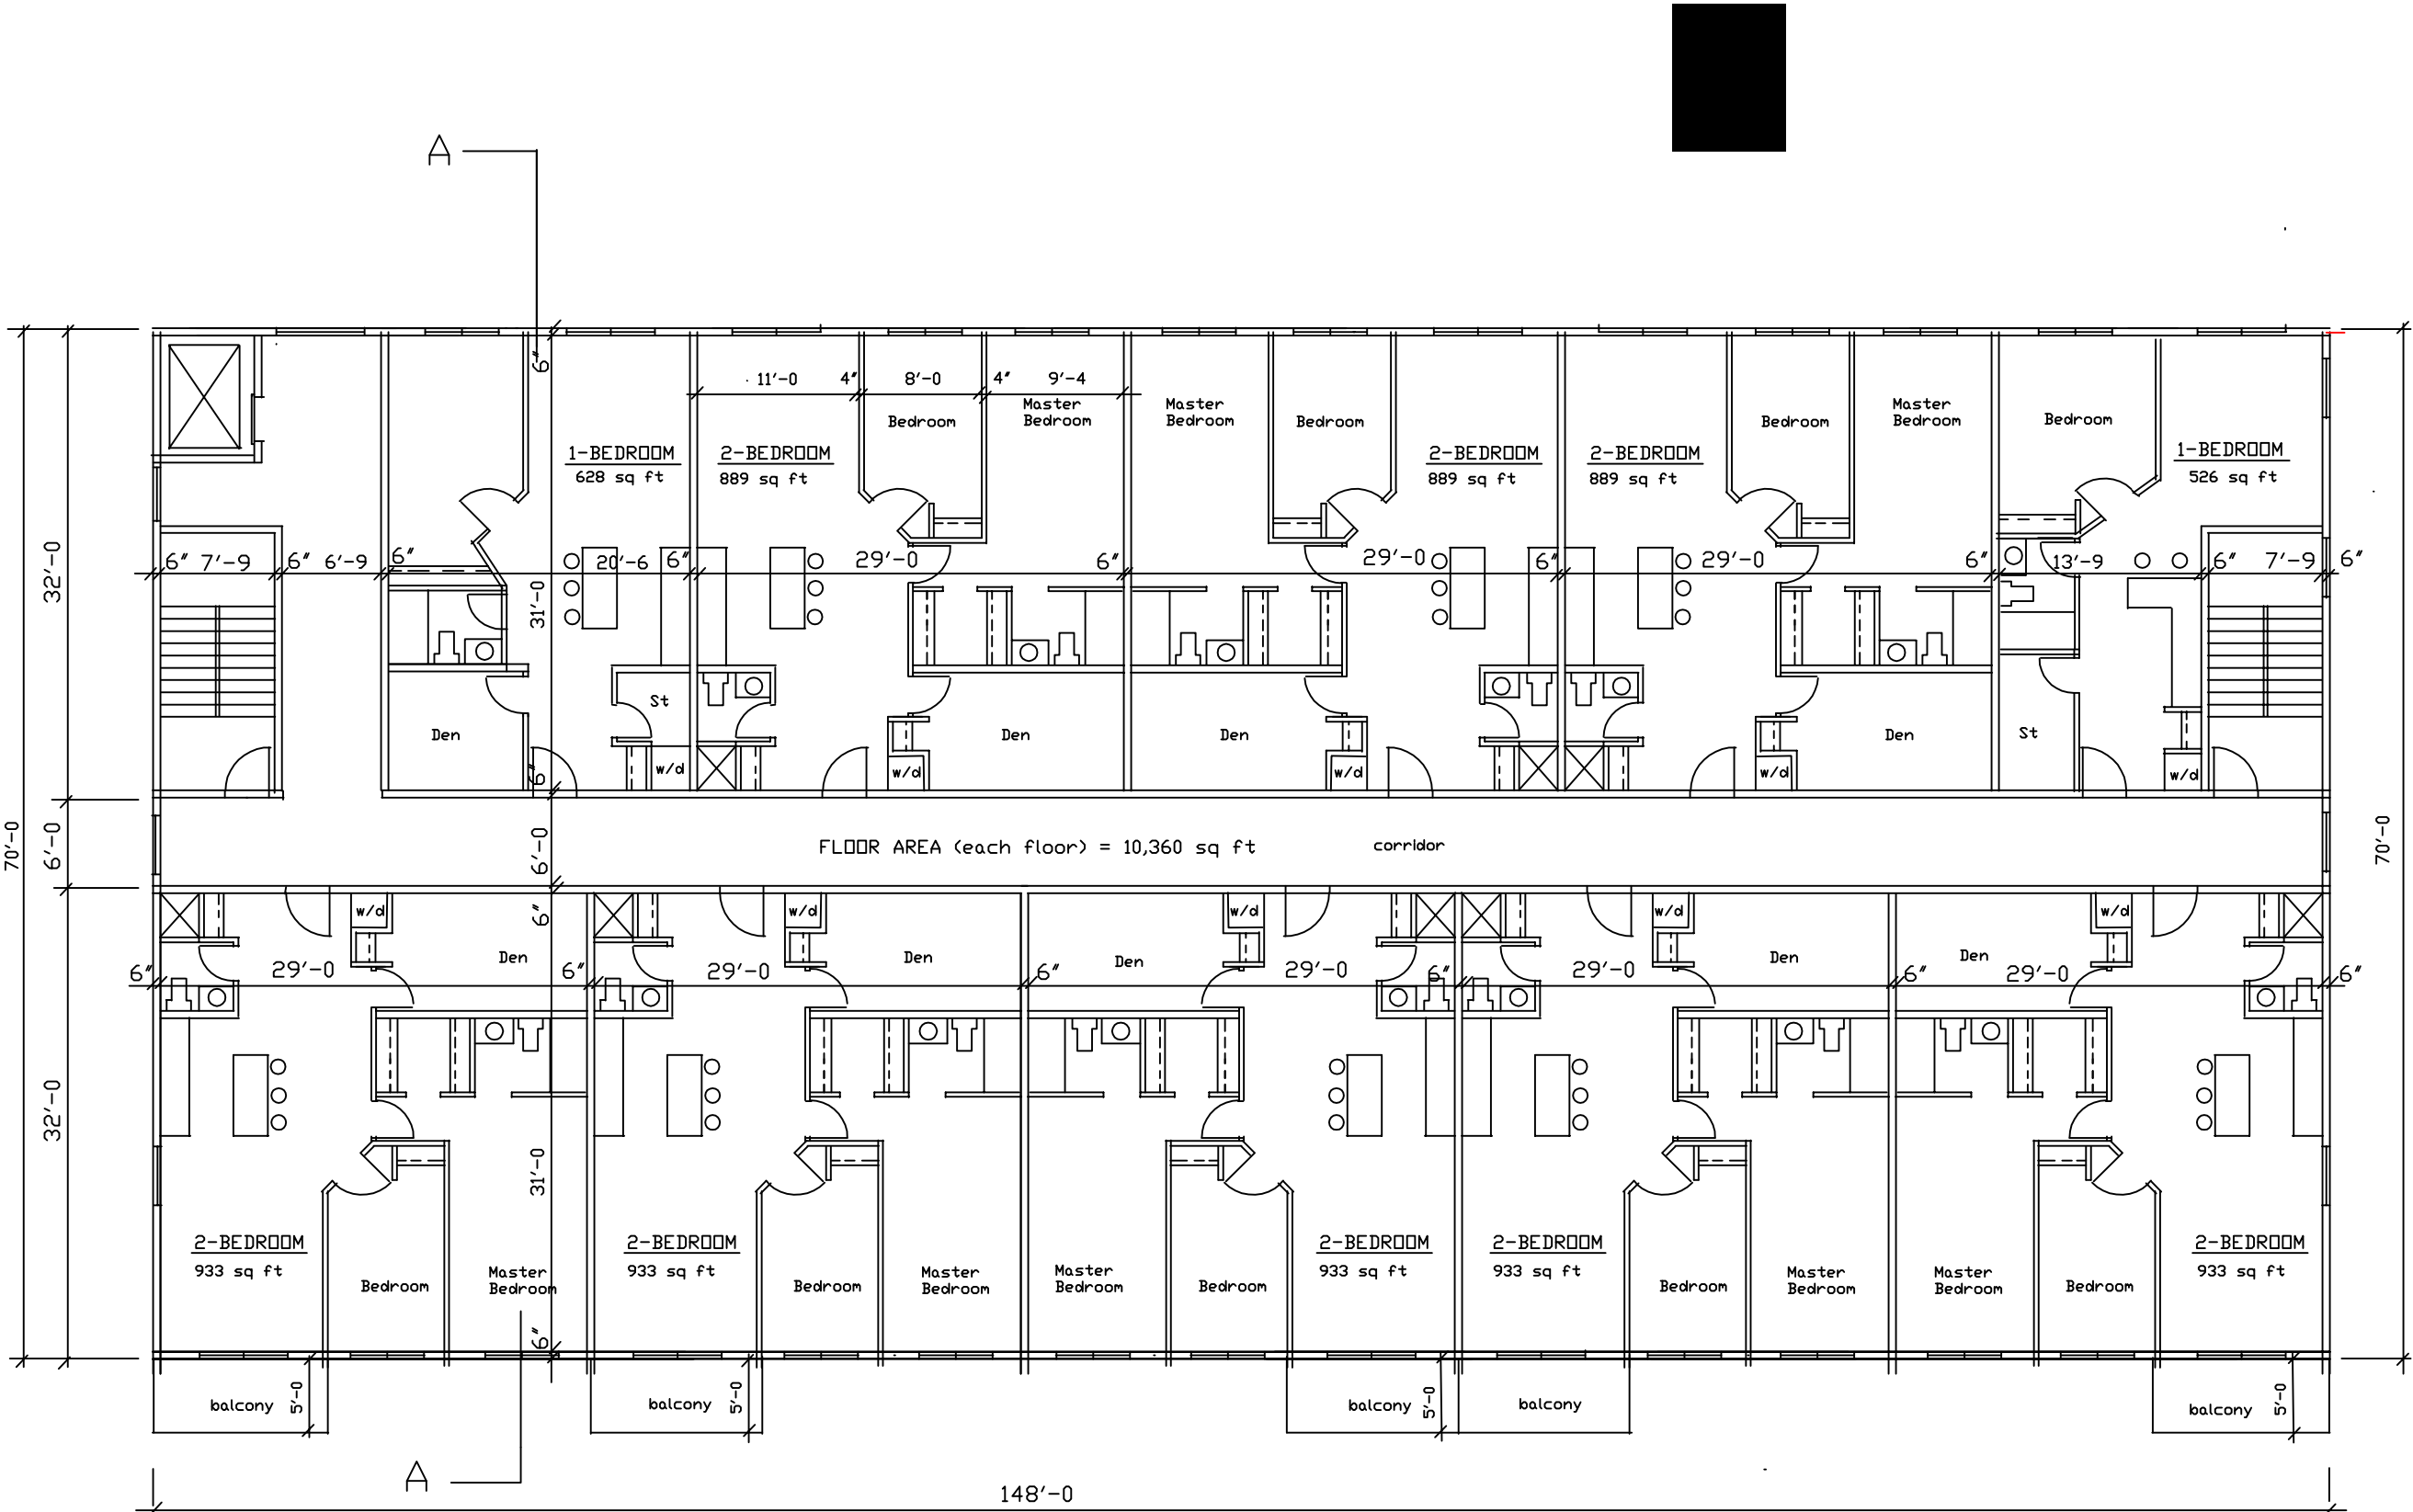 A
6"
11'-0 4" 8'-0 4" 9'-4
Master
Bedroom
Master
Bedroom
Master
Bedroom
Bedroom
Bedroom
Bedroom
Bedroom
1-BEDROOM
628 sq ft
2-BEDROOM
889 sq ft
2-BEDROOM
889 sq ft
2-BEDROOM
889 sq ft
1-BEDROOM
526 sq ft
32'-0
6" 7'-9 6" 6'-9 6" 20'-6 6" 29'-0 6" 29'-0 6" 29'-0 6" 13'-9 6" 7'-9 6"
31'-0
St
Den
Den
Den
Den
St
6"
w/d
w/d
w/d
w/d
w/d
70'-0
6'-0
6'-0
FLOOR AREA (each floor) = 10,360 sq ft
corridor
70'-0
6"
w/d
w/d
w/d
w/d
w/d
Den
Den
Den
Den
Den
6" 29'-0 6" 29'-0 6" 29'-0 6" 29'-0 6" 29'-0 6"
32'-0
31'-0
2-BEDROOM
933 sq ft
2-BEDROOM
933 sq ft
2-BEDROOM
933 sq ft
2-BEDROOM
933 sq ft
2-BEDROOM
933 sq ft
Bedroom
Master
Bedroom
Bedroom
Master
Bedroom
Master
Bedroom
Bedroom
Bedroom
Master
Bedroom
Master
Bedroom
Bedroom
6"
balcony 5'-0
balcony 5'-0
balcony 5'-0
balcony
balcony 5'-0
A
148'-0